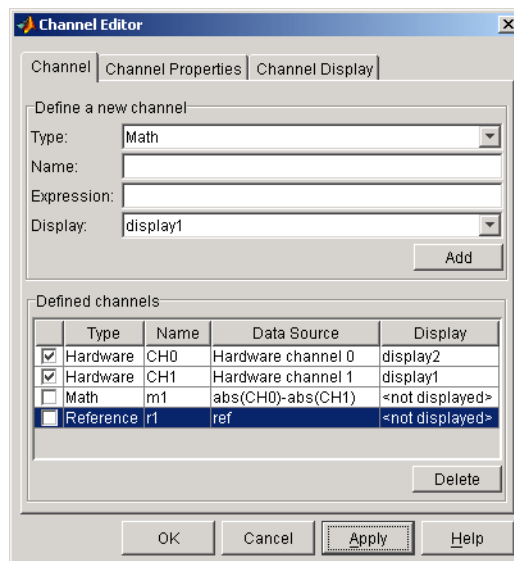 Channel Editor
Channel Channel Properties Channel Display
Define a new channel
Type: Math
Name:
Expression:
Display: display1
Add
Defined channels
Type Name Data Source Display
Hardware CH0 Hardware channel 0 display2
Hardware CH1 Hardware channel 1 display1
Math m1 abs(CH0)-abs(CH1) <not displayed>
Reference r1 ref <not displayed>
Delete
OK Cancel Apply Help